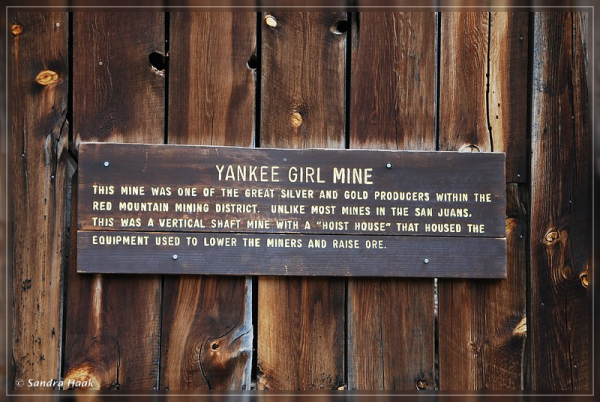 YANKEE GIRL MINE
THIS MINE WAS ONE OF THE GREAT SILVER AND GOLD PRODUCERS WITHIN THE
RED MOUNTAIN MINING DISTRICT. UNLIKE MOST MINES IN THE SAN JUANS,
THIS WAS A VERTICAL SHAFT MINE WITH A "HOIST HOUSE" THAT HOUSED THE
EQUIPMENT USED TO LOWER THE MINERS AND RAISE ORE.
© Sandra Haak